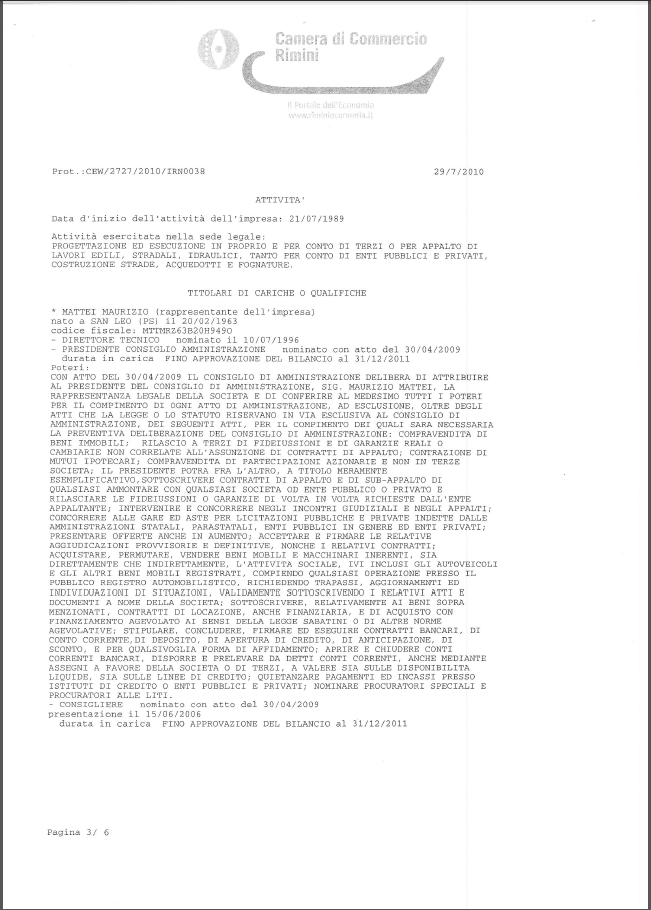 Camera di Commercio
Rimini
Il Portale dell'Economia
www.riminieconomia.it
Prot.:CEW/2727/2010/IRN0038 29/7/2010
ATTIVITA'
Data d'inizio dell'attività dell'impresa: 21/07/1989
Attività esercitata nella sede legale:
PROGETTAZIONE ED ESECUZIONE IN PROPRIO E PER CONTO DI TERZI O PER APPALTO DI
LAVORI EDILI, STRADALI, IDRAULICI, TANTO PER CONTO DI ENTI PUBBLICI E PRIVATI,
COSTRUZIONE STRADE, ACQUEDOTTI E FOGNATURE.
TITOLARI DI CARICHE O QUALIFICHE
* MATTEI MAURIZIO (rappresentante dell'impresa)
nato a SAN LEO (PS) il 20/02/1963
codice fiscale: MTTMRZ63B20H949O
- DIRETTORE TECNICO nominato il 10/07/1996
- PRESIDENTE CONSIGLIO AMMINISTRAZIONE nominato con atto del 30/04/2009
durata in carica FINO APPROVAZIONE DEL BILANCIO al 31/12/2011
Poteri:
CON ATTO DEL 30/04/2009 IL CONSIGLIO DI AMMINISTRAZIONE DELIBERA DI ATTRIBUIRE
AL PRESIDENTE DEL CONSIGLIO DI AMMINISTRAZIONE, SIG. MAURIZIO MATTEI, LA
RAPPRESENTANZA LEGALE DELLA SOCIETA E DI CONFERIRE AL MEDESIMO TUTTI I POTERI
PER IL COMPIMENTO DI OGNI ATTO DI AMMINISTRAZIONE, AD ESCLUSIONE, OLTRE DEGLI
ATTI CHE LA LEGGE O LO STATUTO RISERVANO IN VIA ESCLUSIVA AL CONSIGLIO DI
AMMINISTRAZIONE, DEI SEGUENTI ATTI, PER IL COMPIMENTO DEI QUALI SARA NECESSARIA
LA PREVENTIVA DELIBERAZIONE DEL CONSIGLIO DI AMMINISTRAZIONE: COMPRAVENDITA DI
BENI IMMOBILI; RILASCIO A TERZI DI FIDEIUSSIONI E DI GARANZIE REALI O
CAMBIARIE NON CORRELATE ALL'ASSUNZIONE DI CONTRATTI DI APPALTO; CONTRAZIONE DI
MUTUI IPOTECARI; COMPRAVENDITA DI PARTECIPAZIONI AZIONARIE E NON IN TERZE
SOCIETA; IL PRESIDENTE POTRA FRA L'ALTRO, A TITOLO MERAMENTE
ESEMPLIFICATIVO,SOTTOSCRIVERE CONTRATTI DI APPALTO E DI SUB-APPALTO DI
QUALSIASI AMMONTARE CON QUALSIASI SOCIETA OD ENTE PUBBLICO O PRIVATO E
RILASCIARE LE FIDEIUSSIONI O GARANZIE DI VOLTA IN VOLTA RICHIESTE DALL'ENTE
APPALTANTE; INTERVENIRE E CONCORRERE NEGLI INCONTRI GIUDIZIALI E NEGLI APPALTI;
CONCORRERE ALLE GARE ED ASTE PER LICITAZIONI PUBBLICHE E PRIVATE INDETTE DALLE
AMMINISTRAZIONI STATALI, PARASTATALI, ENTI PUBBLICI IN GENERE ED ENTI PRIVATI;
PRESENTARE OFFERTE ANCHE IN AUMENTO; ACCETTARE E FIRMARE LE RELATIVE
AGGIUDICAZIONI PROVVISORIE E DEFINITIVE, NONCHE I RELATIVI CONTRATTI;
ACQUISTARE, PERMUTARE, VENDERE BENI MOBILI E MACCHINARI INERENTI, SIA
DIRETTAMENTE CHE INDIRETTAMENTE, L'ATTIVITA SOCIALE, IVI INCLUSI GLI AUTOVEICOLI
E GLI ALTRI BENI MOBILI REGISTRATI, COMPIENDO QUALSIASI OPERAZIONE PRESSO IL
PUBBLICO REGISTRO AUTOMOBILISTICO, RICHIEDENDO TRAPASSI, AGGIORNAMENTI ED
INDIVIDUAZIONI DI SITUAZIONI, VALIDAMENTE SOTTOSCRIVENDO I RELATIVI ATTI E
DOCUMENTI A NOME DELLA SOCIETA; SOTTOSCRIVERE, RELATIVAMENTE AI BENI SOPRA
MENZIONATI, CONTRATTI DI LOCAZIONE, ANCHE FINANZIARIA, E DI ACQUISTO CON
FINANZIAMENTO AGEVOLATO AI SENSI DELLA LEGGE SABATINI O DI ALTRE NORME
AGEVOLATIVE; STIPULARE, CONCLUDERE, FIRMARE ED ESEGUIRE CONTRATTI BANCARI, DI
CONTO CORRENTE,DI DEPOSITO, DI APERTURA DI CREDITO, DI ANTICIPAZIONE, DI
SCONTO, E PER QUALSIVOGLIA FORMA DI AFFIDAMENTO; APRIRE E CHIUDERE CONTI
CORRENTI BANCARI, DISPORRE E PRELEVARE DA DETTI CONTI CORRENTI, ANCHE MEDIANTE
ASSEGNI A FAVORE DELLA SOCIETA O DI TERZI, A VALERE SIA SULLE DISPONIBILITA
LIQUIDE, SIA SULLE LINEE DI CREDITO; QUIETANZARE PAGAMENTI ED INCASSI PRESSO
ISTITUTI DI CREDITO O ENTI PUBBLICI E PRIVATI; NOMINARE PROCURATORI SPECIALI E
PROCURATORI ALLE LITI.
- CONSIGLIERE nominato con atto del 30/04/2009
presentazione il 15/06/2006
durata in carica FINO APPROVAZIONE DEL BILANCIO al 31/12/2011
Pagina 3/ 6